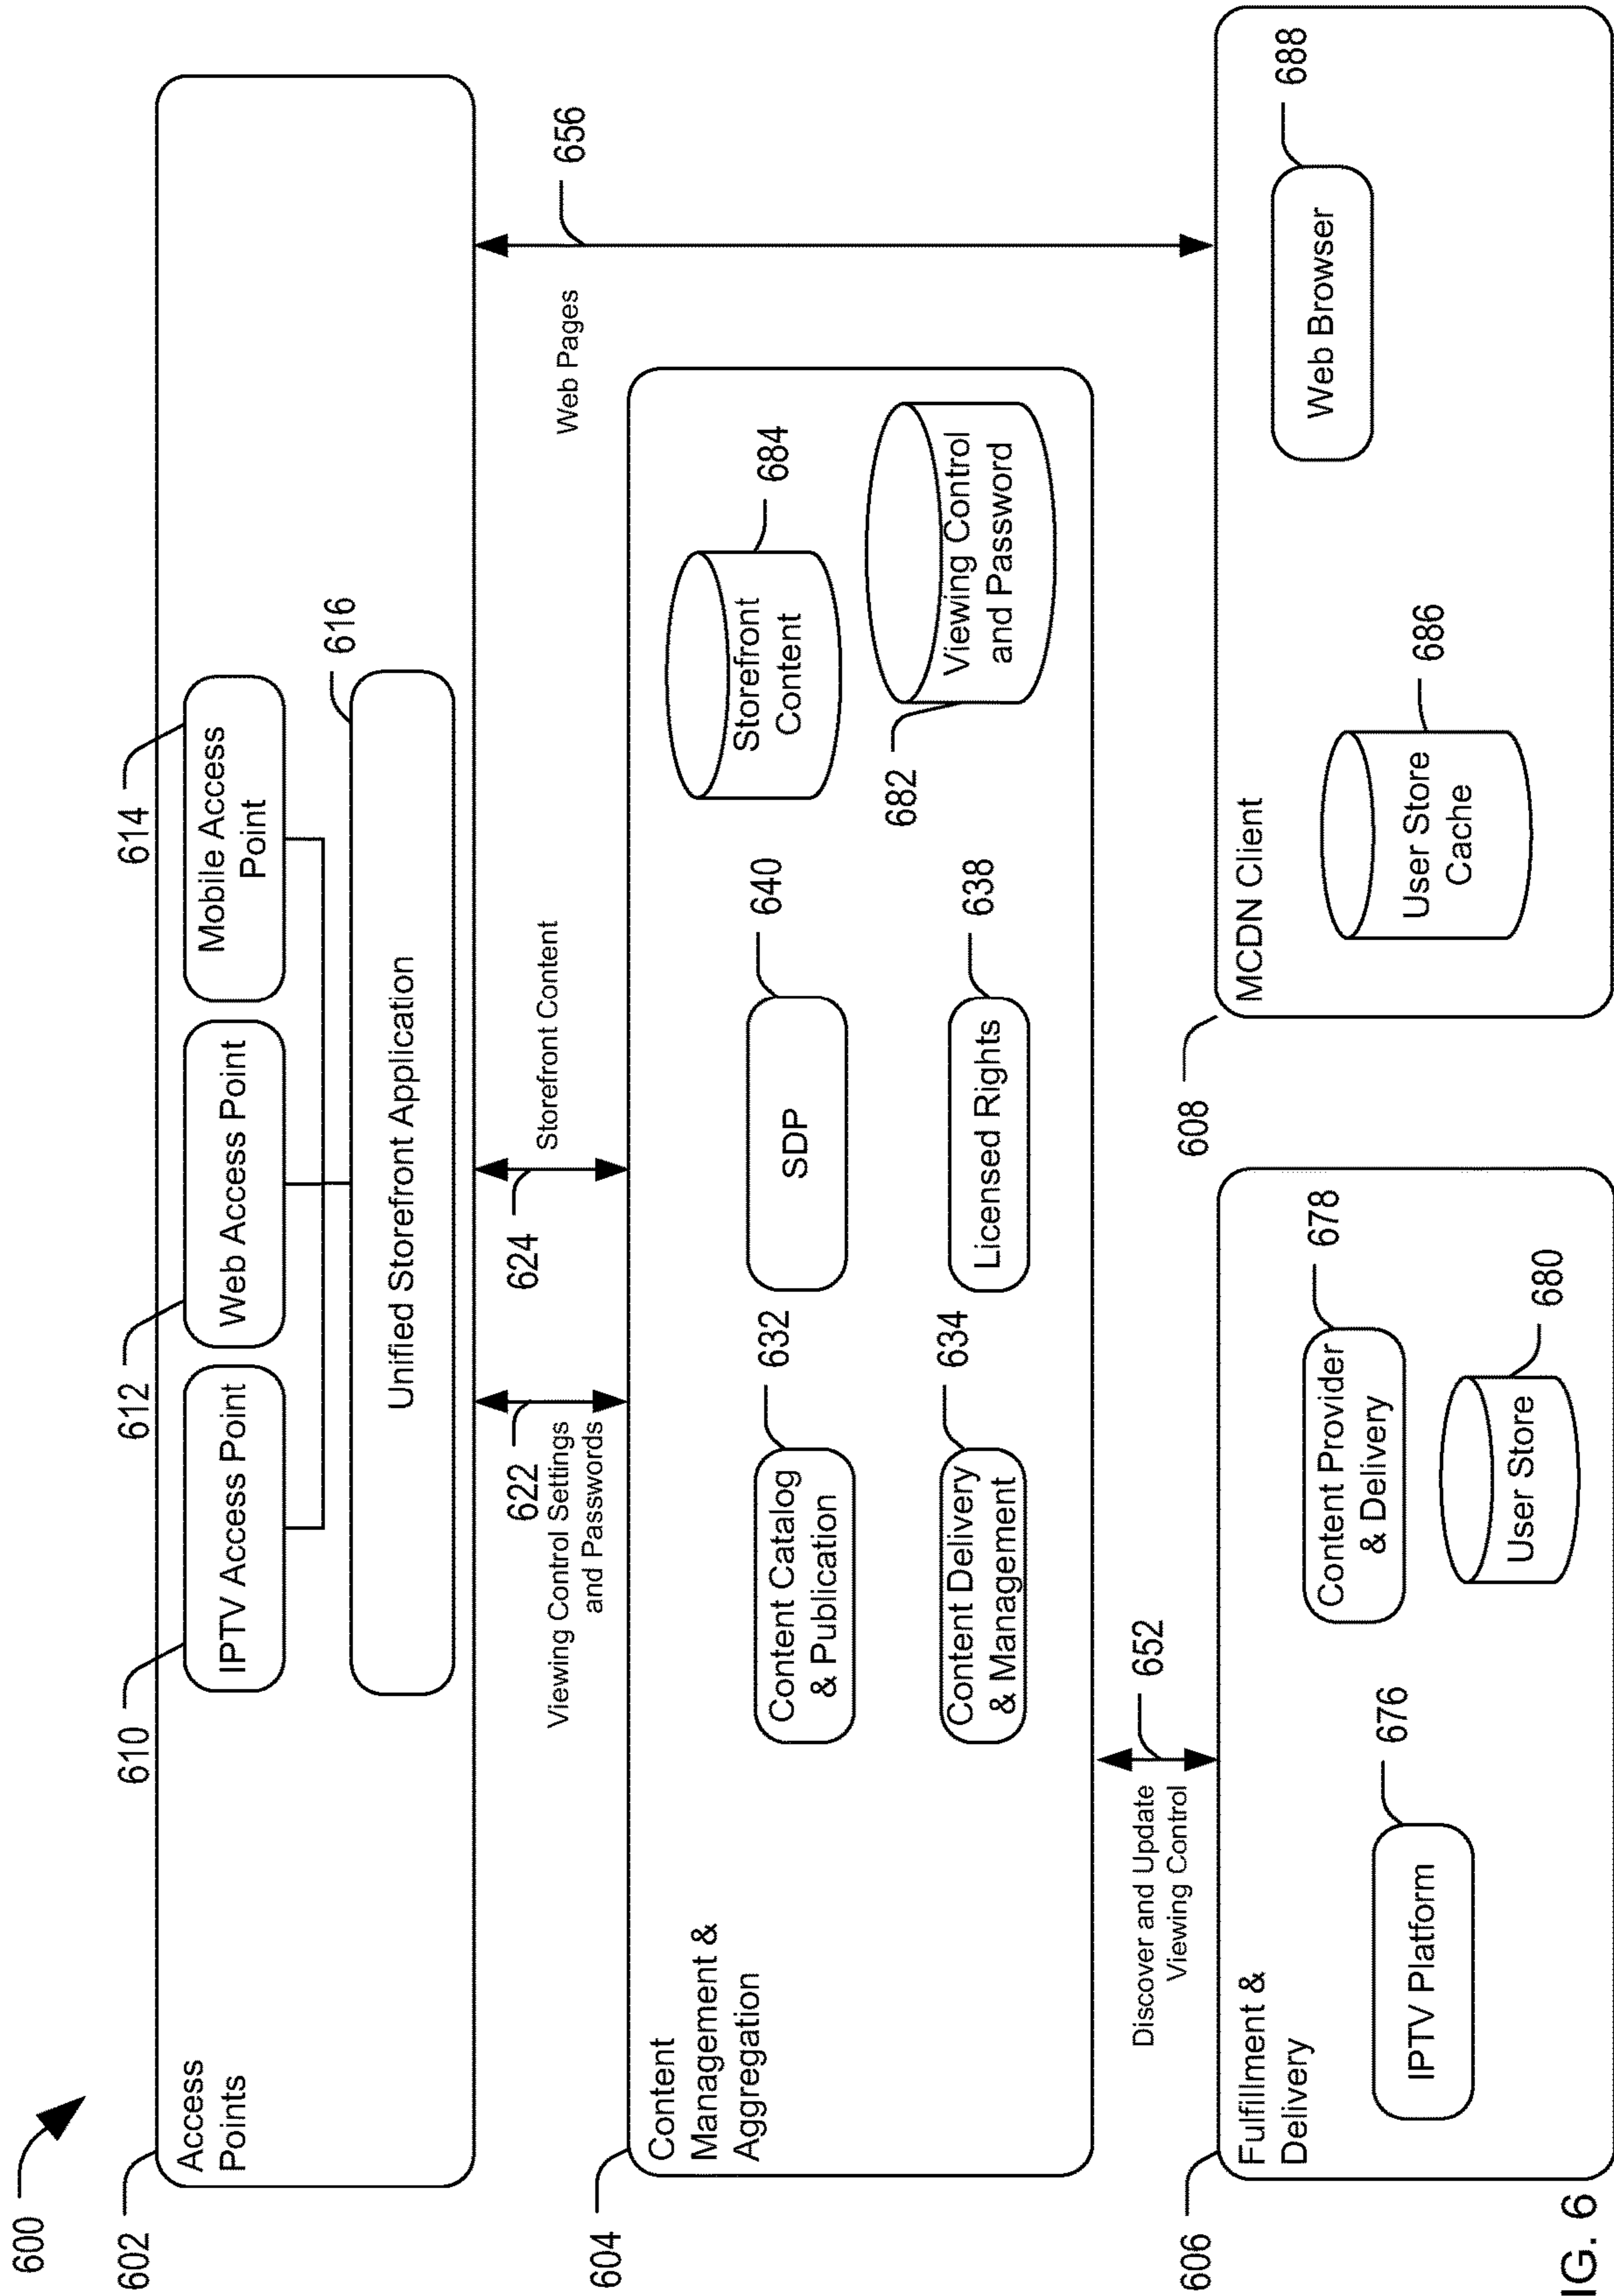 600
602
Access
Points
610
612
614
IPTV Access Point
Web Access Point
Mobile Access
Point
616
Unified Storefront Application
622
Viewing Control Settings
and Passwords
624
Storefront Content
Web Pages
656
604
Content
Management &
Aggregation
632
Content Catalog
& Publication
640
SDP
684
Storefront
Content
634
Content Delivery
& Management
638
Licensed Rights
682
Viewing Control
and Password
Discover and Update
Viewing Control
652
606
Fulfillment &
Delivery
676
IPTV Platform
678
Content Provider
& Delivery
680
User Store
608
MCDN Client
686
User Store
Cache
688
Web Browser
IG. 6